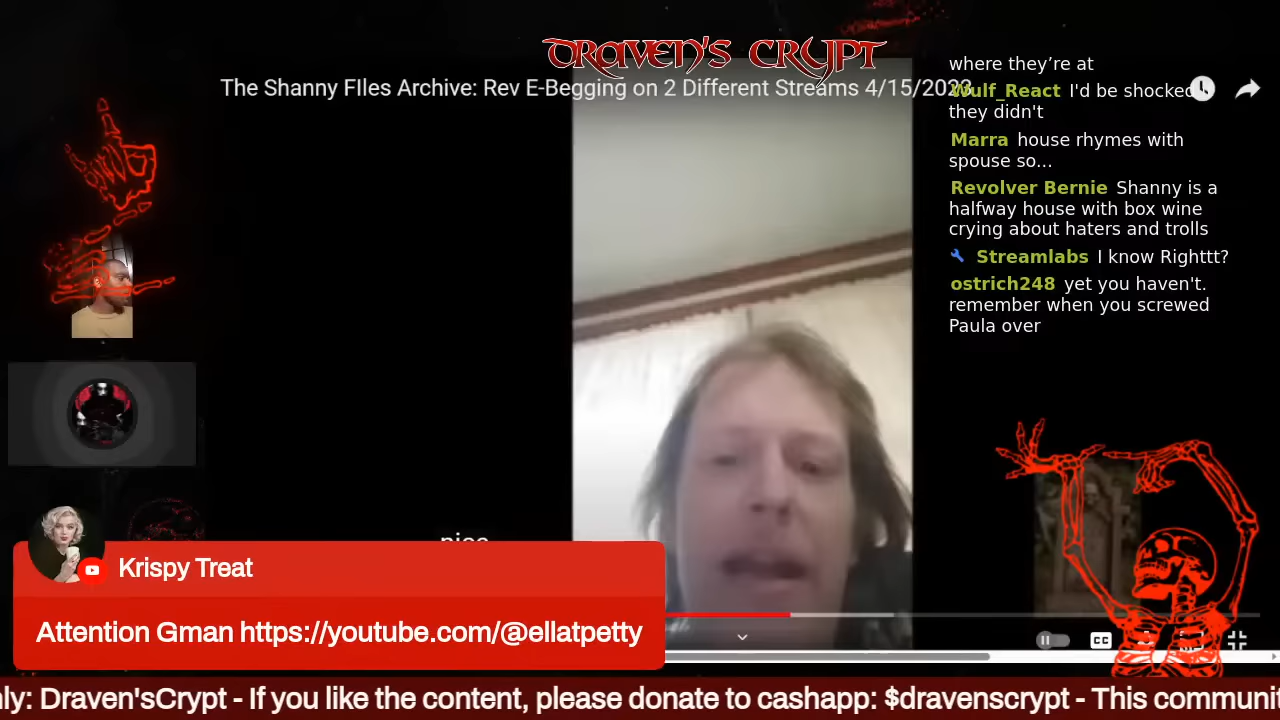 DRAVEN'S CRYPT
The Shanny FIles Archive: Rev E-Begging on 2 Different Streams 4/15/2023
where they're at
Wulf_React I'd be shocked
they didn't
Marra house rhymes with
spouse so...
Revolver Bernie Shanny is a
halfway house with box wine
crying about haters and trolls
Streamlabs I know Righttt?
ostrich248 yet you haven't.
remember when you screwed
Paula over
nice
Krispy Treat
Attention Gman https://youtube.com/@ellatpetty
CC
nly: Draven'sCrypt - If you like the content, please donate to cashapp: $dravenscrypt - This communi